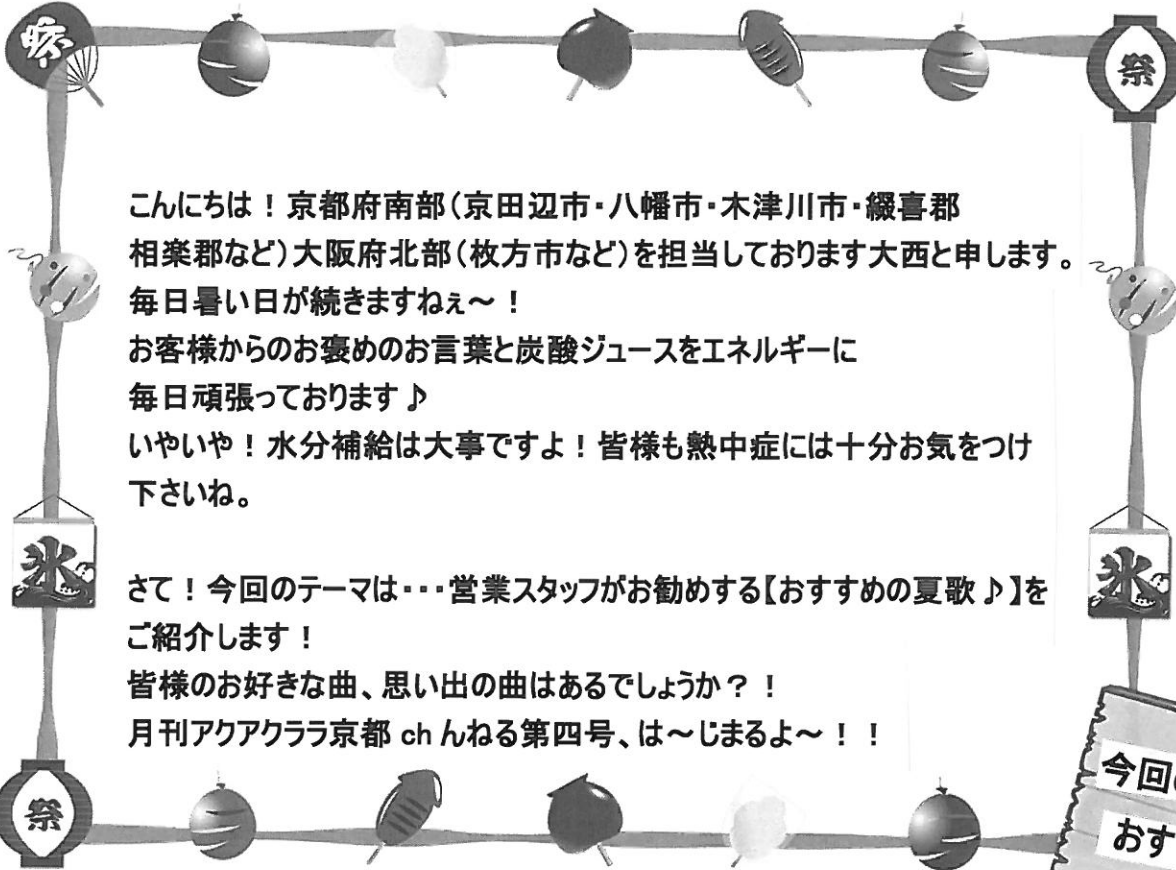 祭
祭
こんにちは！京都府南部（京田辺市・八幡市・木津川市・綴喜郡
相楽郡など）大阪府北部（枚方市など）を担当しております大西と申します。
毎日暑い日が続きますねぇ～！
お客様からのお褒めのお言葉と炭酸ジュースをエネルギーに
毎日頑張っております♪
いやいや！水分補給は大事ですよ！皆様も熱中症には十分お気をつけ
下さいね。
氷
氷
さて！今回のテーマは・・・営業スタッフがお勧めする【おすすめの夏歌♪】を
ご紹介します！
皆様のお好きな曲、思い出の曲はあるでしょうか？！
月刊アクアクララ京都 ch んねる第四号、は～じまるよ～！！
今回
おす
祭